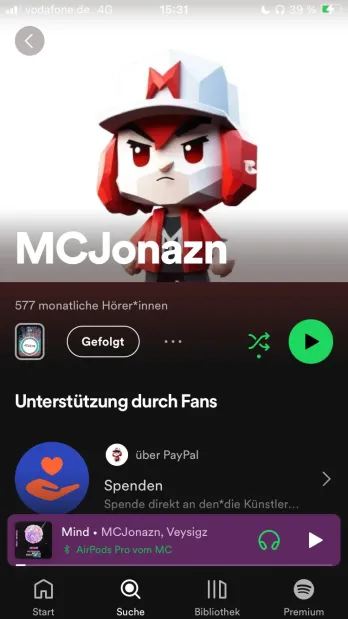 vodafone.de 4G 15:31 39 %
MCJonazn
577 monatliche Hörer*innen
Gefolgt
Unterstützung durch Fans
über PayPal
Spenden
Spende direkt an den*die Künstler...
Mind • MCJonazn, Veysigz
AirPods Pro vom MC
Start Suche Bibliothek Premium